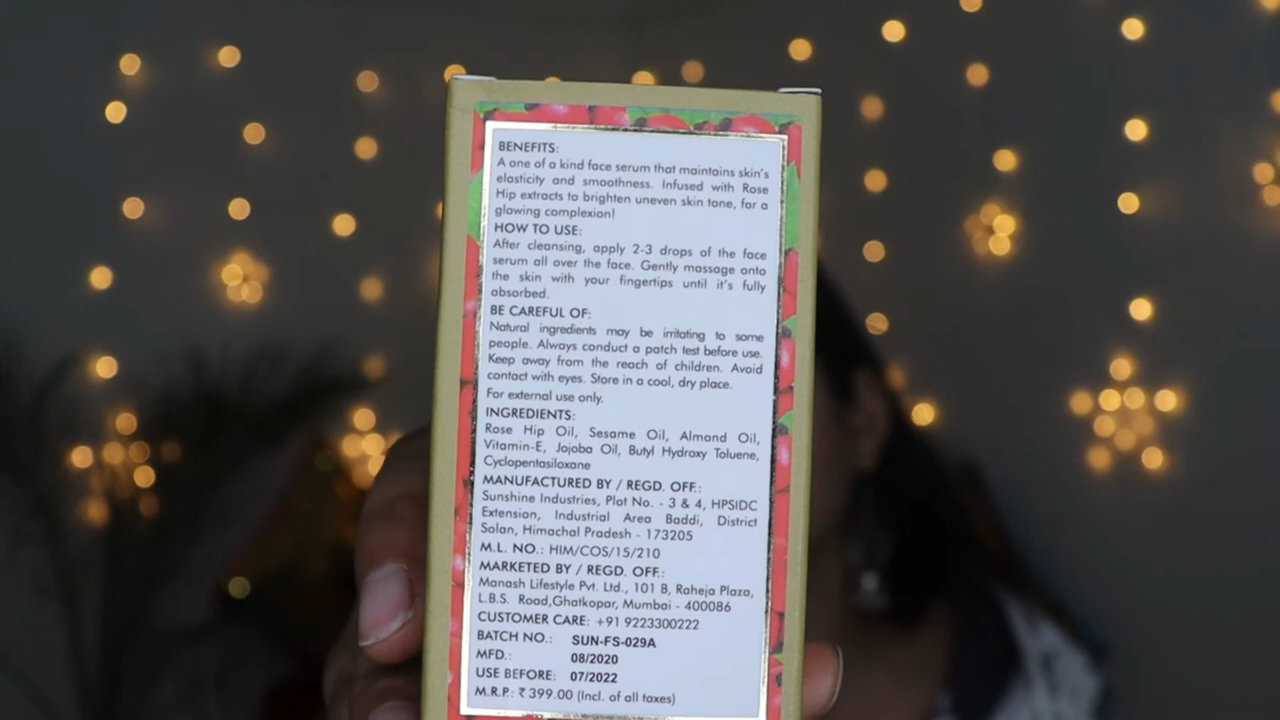 BENEFITS:
A one of a kind face serum that maintains skin's
elasticity and smoothness. Infused with Rose
Hip extracts to brighten uneven skin tone, for a
glowing complexion!
HOW TO USE:
After cleansing, apply 2-3 drops of the face
serum all over the face. Gently massage onto
the skin with your fingertips until it's fully
absorbed.
BE CAREFUL OF:
Natural ingredients may be irritating to some
people. Always conduct a patch test before use.
Keep away from the reach of children. Avoid
contact with eyes. Store in a cool, dry place.
For external use only.
INGREDIENTS:
Rose Hip Oil, Sesame Oil, Almond Oil,
Vitamin-E, Jojoba Oil, Butyl Hydroxy Toluene,
Cyclopentasiloxane
MANUFACTURED BY / REGD. OFF.:
Sunshine Industries, Plot No. - 3 & 4, HPSIDC
Extension, Industrial Area Baddi, District
Solan, Himachal Pradesh - 173205
M.L. NO.: HIM/COS/15/210
MARKETED BY / REGD. OFF.:
Manash Lifestyle Pvt. Ltd., 101 B, Raheja Plaza,
L.B.S. Road,Ghatkopar, Mumbai - 400086
CUSTOMER CARE: +91 9223300222
BATCH NO.: SUN-FS-029A
MFD.: 08/2020
USE BEFORE: 07/2022
M.R.P.: ₹ 399.00 (Incl. of all taxes)